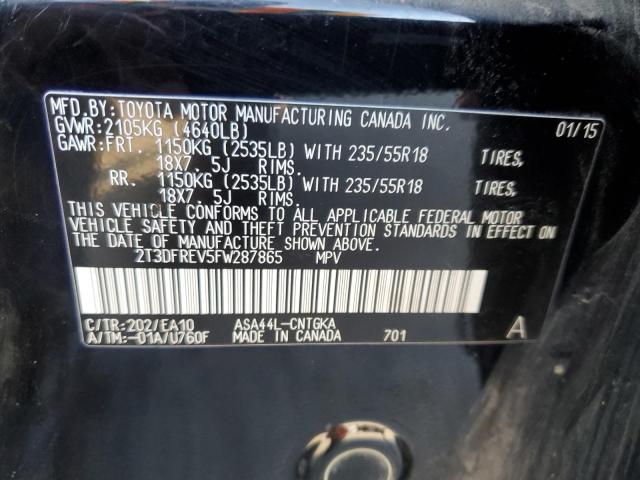 MFD.BY:TOYOTA MOTOR MANUFACTURING CANADA INC. 01/15
GVWR:2105KG (4640LB)
GAWR:FRT. 1150KG (2535LB) WITH 235/55R18 TIRES,
18X7.5J RIMS.
RR. 1150KG (2535LB) WITH 235/55R18 TIRES,
18X7.5J RIMS.
THIS VEHICLE CONFORMS TO ALL APPLICABLE FEDERAL MOTOR
VEHICLE SAFETY AND THEFT PREVENTION STANDARDS IN EFFECT ON
THE DATE OF MANUFACTURE SHOWN ABOVE.
2T3DFREV5FW287865 MPV
C/TR:202/EA10 ASA44L-CNTGKA
A/TM:-01A/U760F MADE IN CANADA 701 A